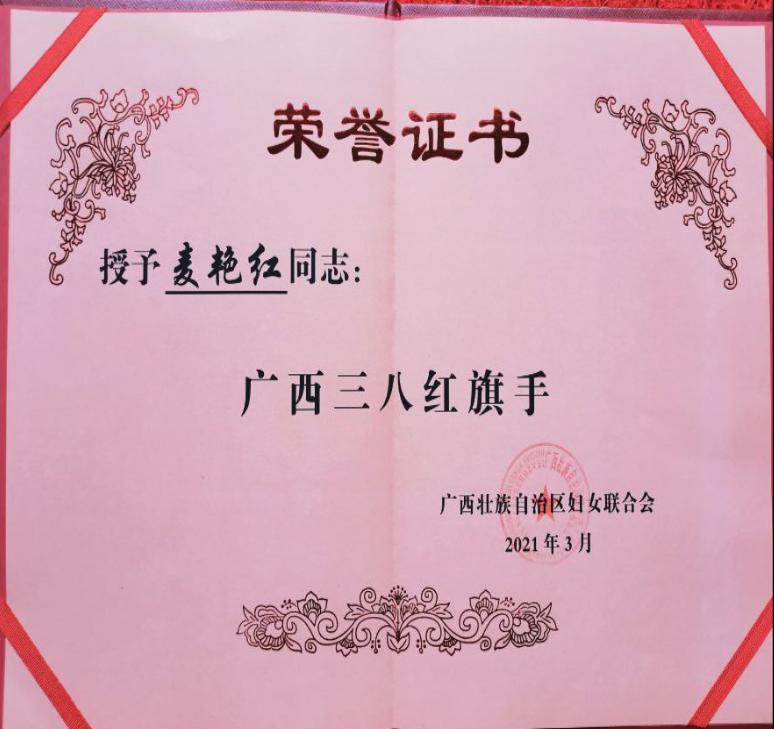 荣誉证书
授予麦艳红同志：
广西三八红旗手
广西壮族自治区妇女联合会
2021年3月